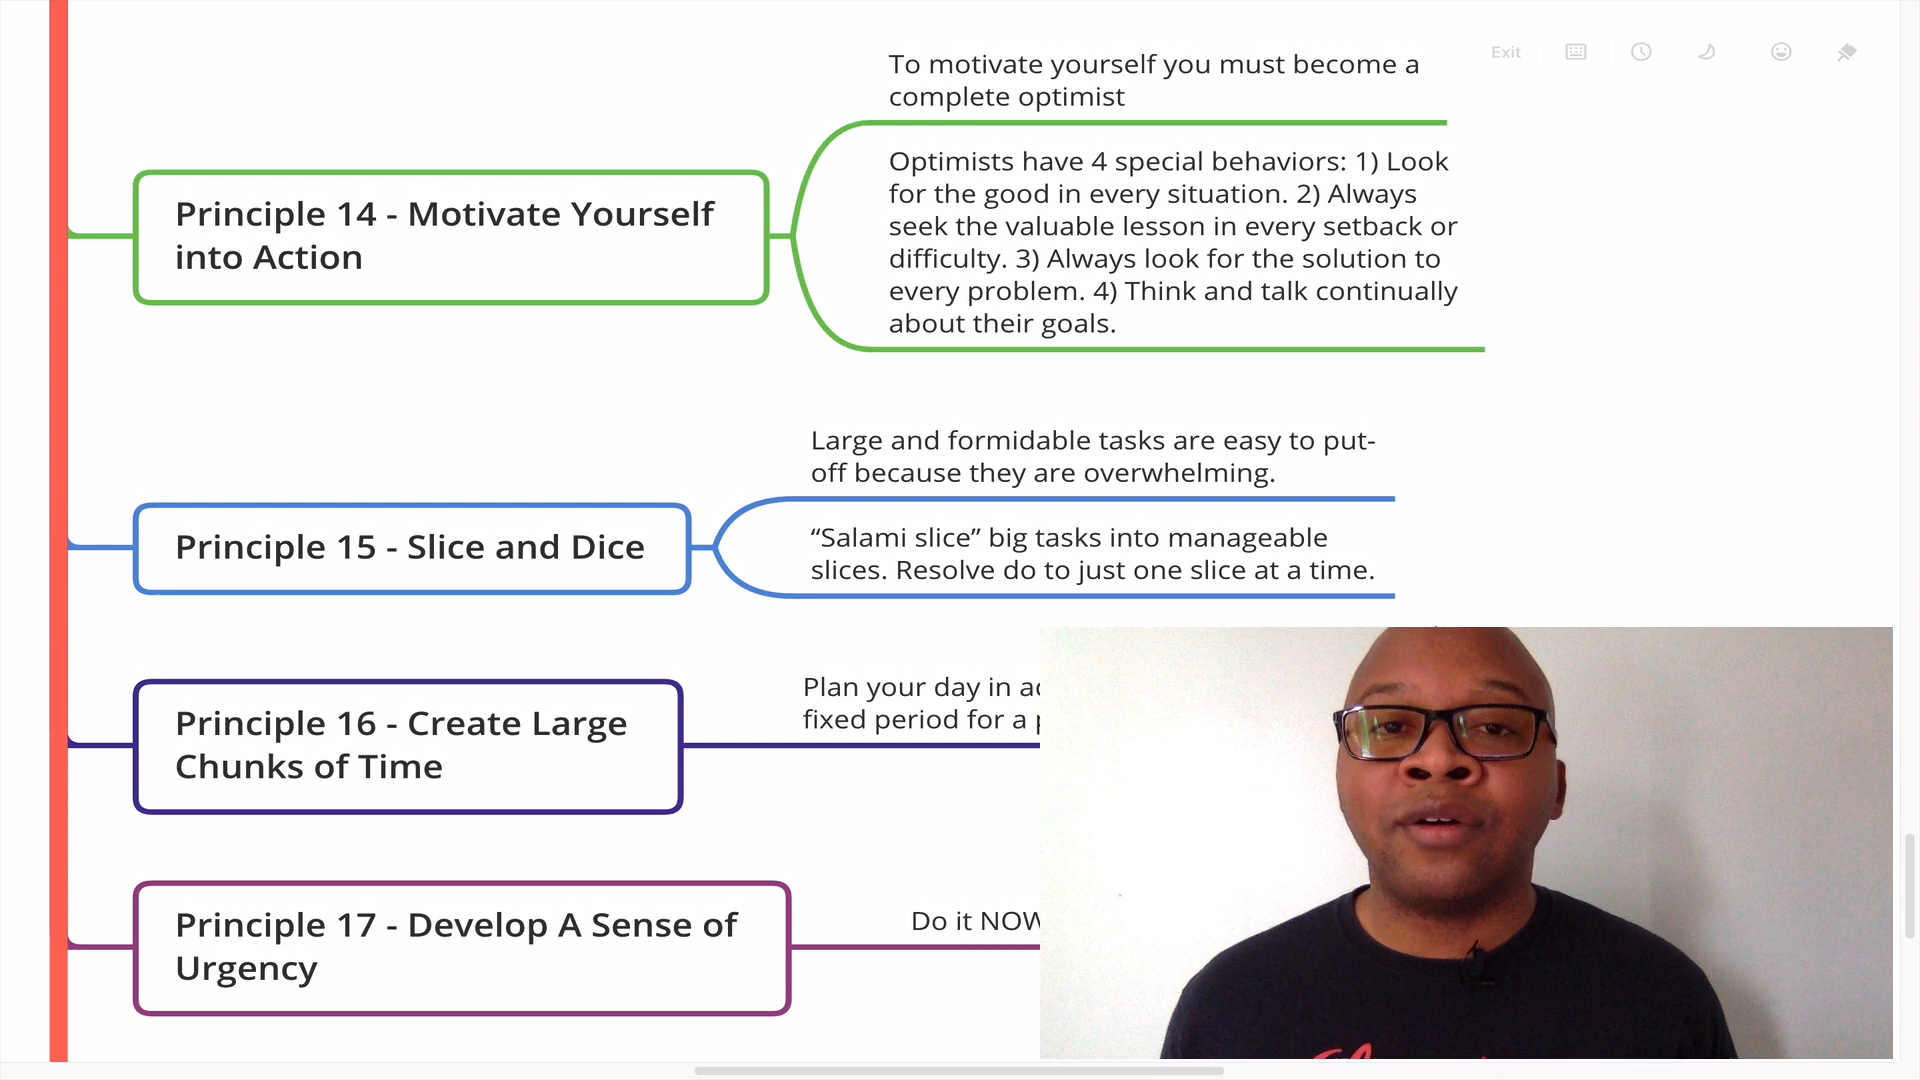 Exit
To motivate yourself you must become a
complete optimist
Principle 14 - Motivate Yourself
into Action
Optimists have 4 special behaviors: 1) Look
for the good in every situation. 2) Always
seek the valuable lesson in every setback or
difficulty. 3) Always look for the solution to
every problem. 4) Think and talk continually
about their goals.
Principle 15 - Slice and Dice
Large and formidable tasks are easy to put-
off because they are overwhelming.
“Salami slice” big tasks into manageable
slices. Resolve do to just one slice at a time.
Principle 16 - Create Large
Chunks of Time
Plan your day in
fixed period for a
Principle 17 - Develop A Sense of
Urgency
Do it NOW